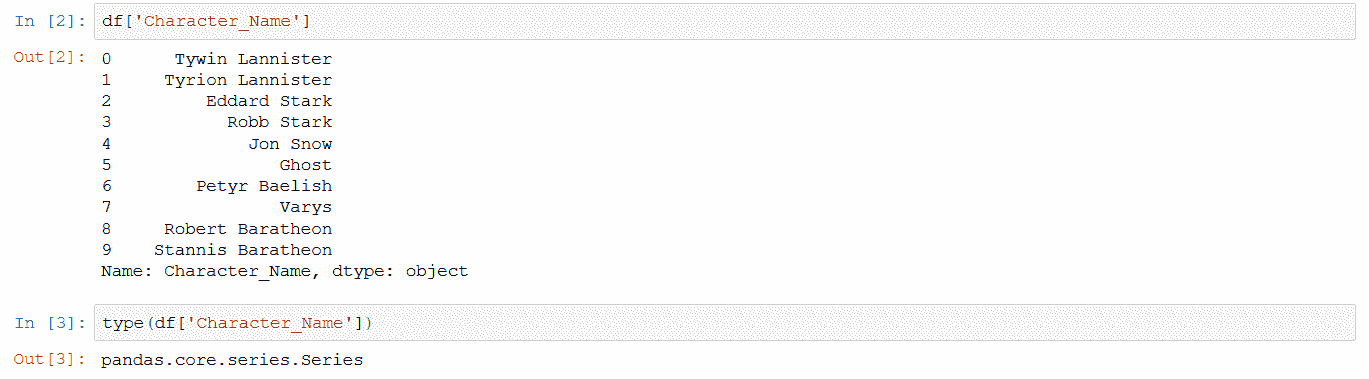 In [2]: df['Character_Name']
Out[2]: 0 Tywin Lannister
1 Tyrion Lannister
2 Eddard Stark
3 Robb Stark
4 Jon Snow
5 Ghost
6 Petyr Baelish
7 Varys
8 Robert Baratheon
9 Stannis Baratheon
Name: Character_Name, dtype: object
In [3]: type(df['Character_Name'])
Out[3]: pandas.core.series.Series